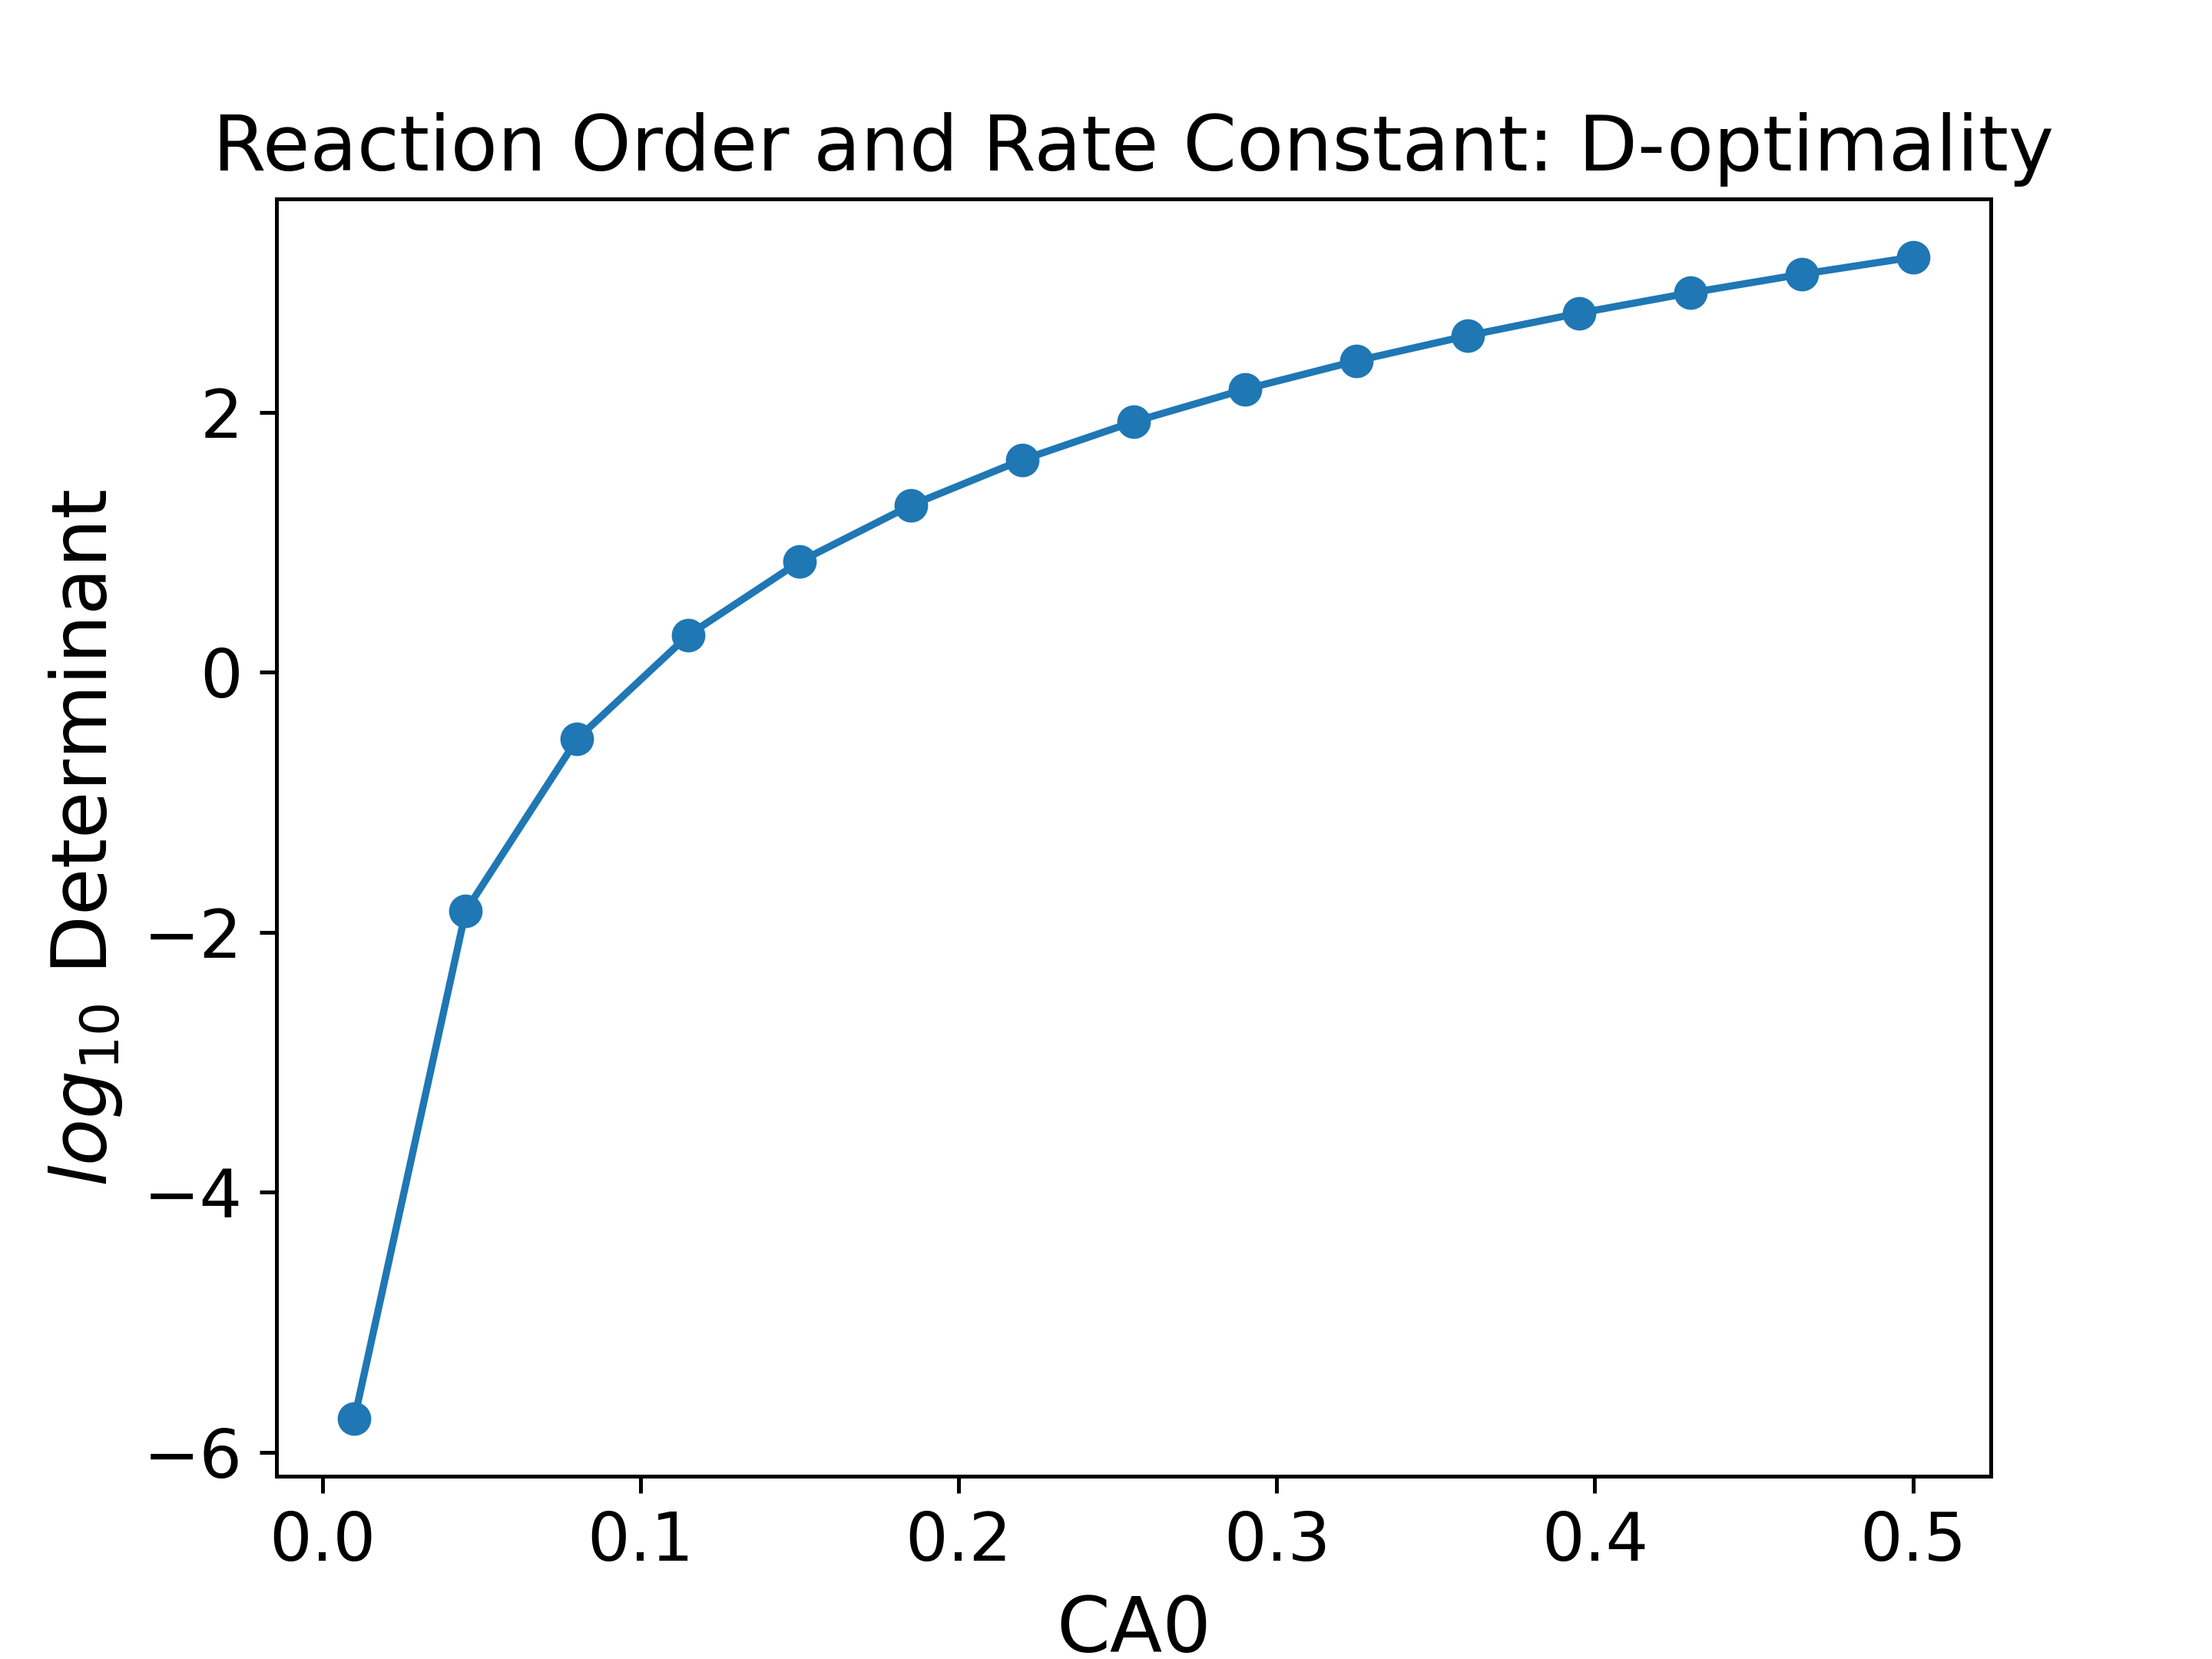 Reaction Order and Rate Constant: D-optimality
log₁₀ Determinant
2
0
−2
−4
−6
0.0 0.1 0.2 0.3 0.4 0.5
CA0